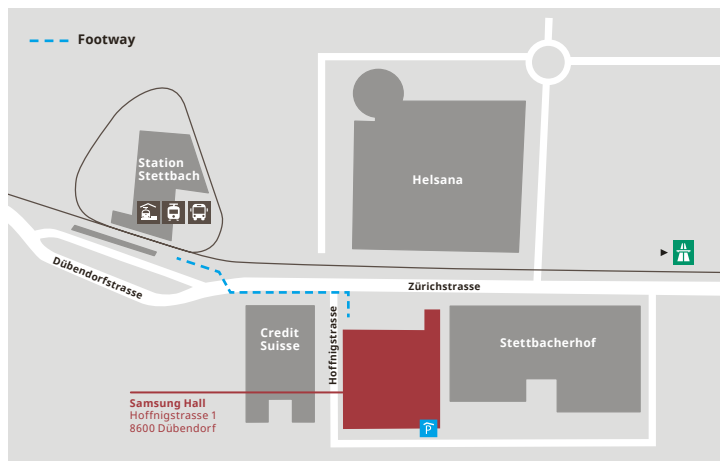 Footway
Station
Stettbach
Helsana
Dübendorfstrasse
Zürichstrasse
Hoffnigstrasse
Credit
Suisse
Stettbacherhof
Samsung Hall
Hoffnigstrasse 1
8600 Dübendorf
P